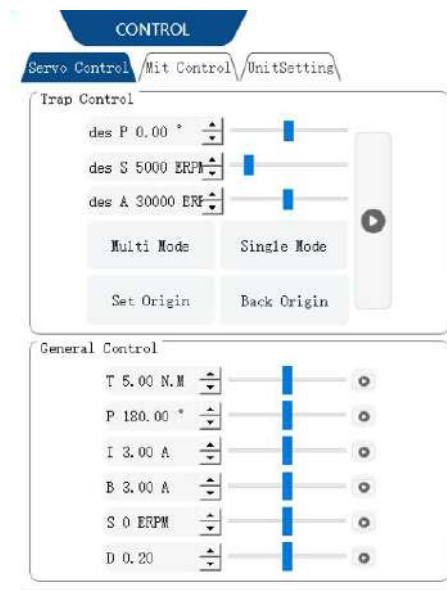 CONTROL
Servo Control Mit Control UnitSetting
Trap Control
des P 0.00 °
des S 5000 ERPM
des A 30000 ERP
Multi Mode Single Mode
Set Origin Back Origin
General Control
T 5.00 N.M
P 180.00 °
I 3.00 A
B 3.00 A
S 0 ERPM
D 0.20